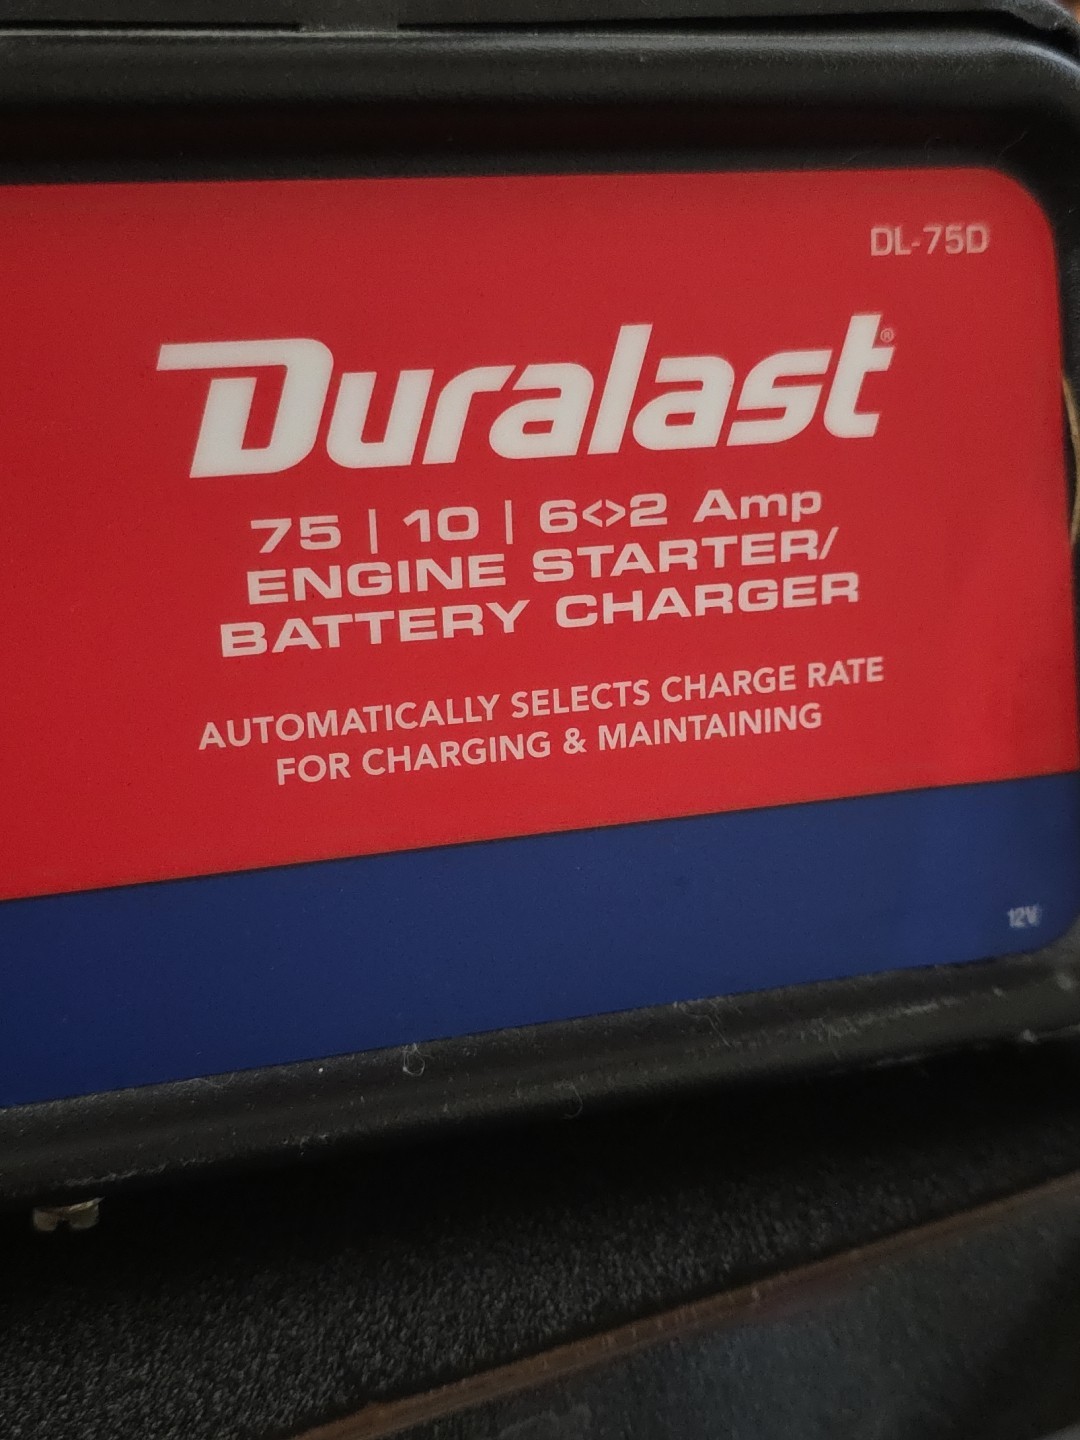 DL-75D
Duralast®
75 | 10 | 6<>2 Amp
ENGINE STARTER/
BATTERY CHARGER
AUTOMATICALLY SELECTS CHARGE RATE
FOR CHARGING & MAINTAINING
12V